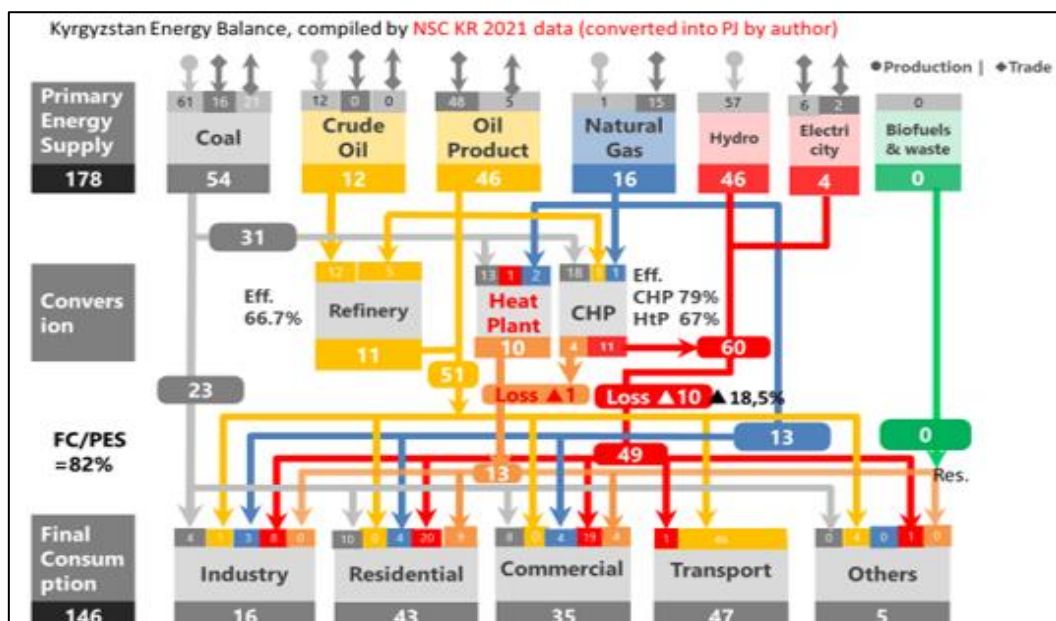 Kyrgyzstan Energy Balance, compiled by NSC KR 2021 data (converted into PJ by author)
●Production | ◆Trade
Primary
Energy
Supply
178
61 16 21
Coal
54
12 0 0
Crude
Oil
12
48 5
Oil
Product
46
1 15
Natural
Gas
16
57
Hydro
46
6 2
Electri
city
4
0
Biofuels
& waste
0
31
Convers
ion
Eff.
66.7%
12 5
Refinery
11
13 1 2
Heat
Plant
10
18 1
CHP
4 11
Eff.
CHP 79%
HtP 67%
60
51
23
Loss ▲1
Loss ▲10
▲18,5%
13
0
49
13
Res.
FC/PES
=82%
Final
Consum
ption
146
4 1 3 8 0
Industry
16
10 0 4 20 9
Residential
43
8 0 4 19 4
Commercial
35
1 46
Transport
47
0 4 0 1 0
Others
5